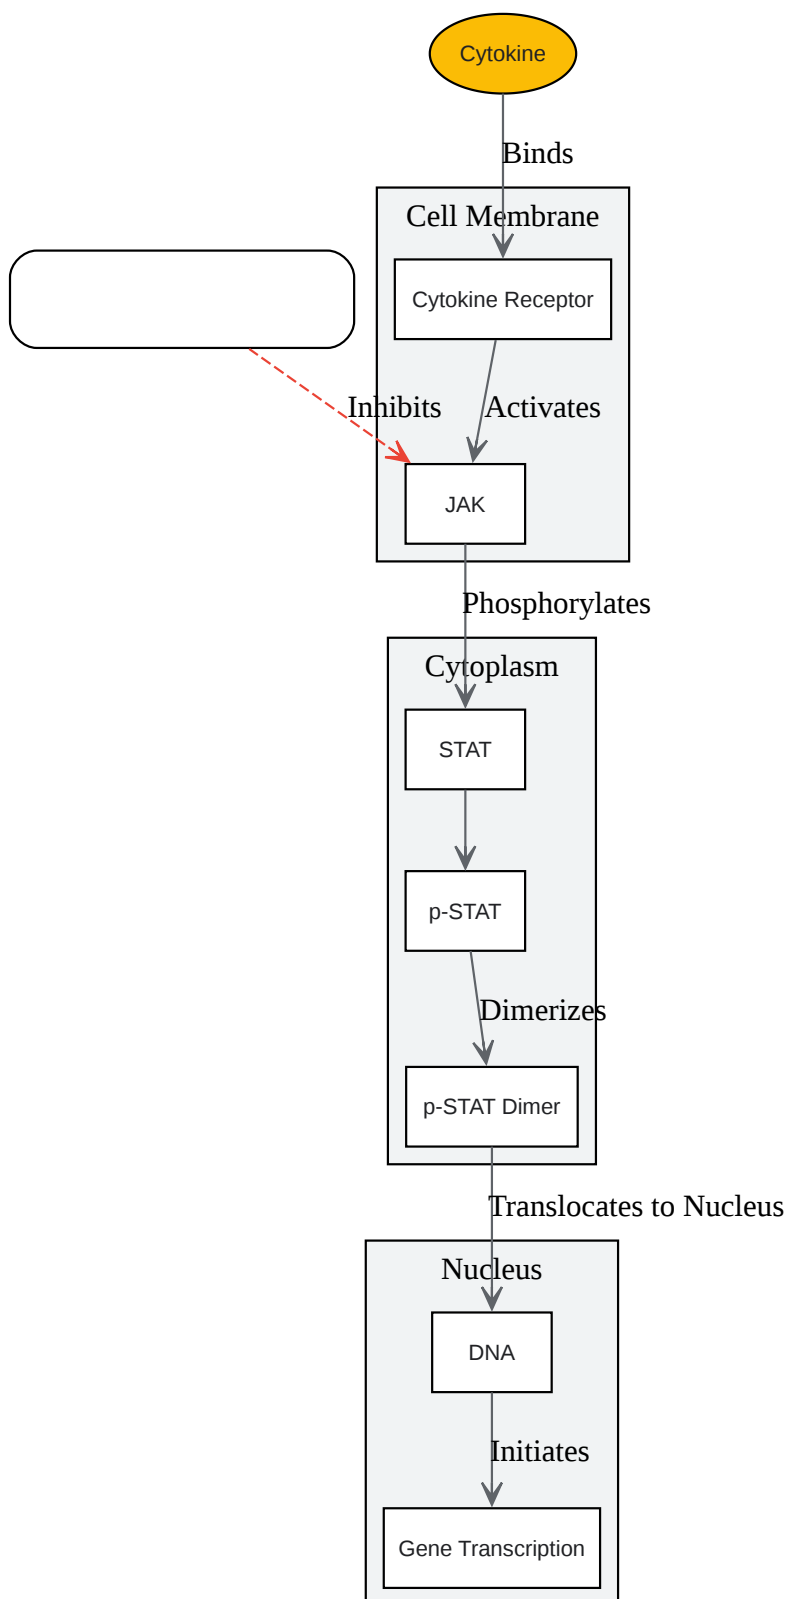 Cytokine
Binds
Cell Membrane
Cytokine Receptor
Inhibits
Activates
JAK
Phosphorylates
Cytoplasm
STAT
p-STAT
Dimerizes
p-STAT Dimer
Translocates to Nucleus
Nucleus
DNA
Initiates
Gene Transcription